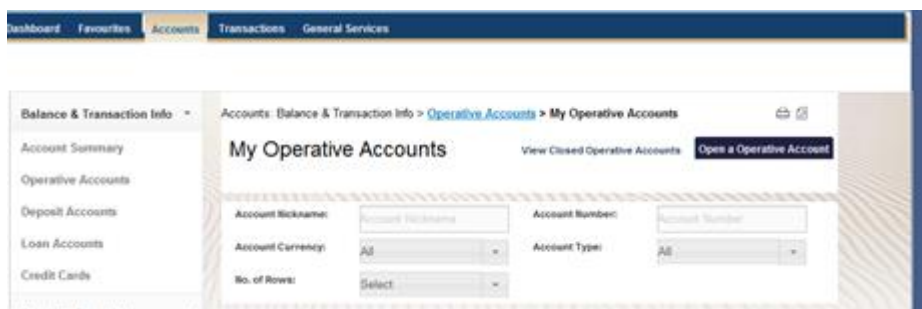 Dashboard Favourites Accounts Transactions General Services
Balance & Transaction Info
Account Summary
Operative Accounts
Deposit Accounts
Loan Accounts
Credit Cards
Accounts: Balance & Transaction Info > Operative Accounts > My Operative Accounts
My Operative Accounts
View Closed Operative Accounts
Open a Operative Account
Account Nickname: Account Nickname
Account Number: Account Number
Account Currency: All
Account Type: All
No. of Rows: Select